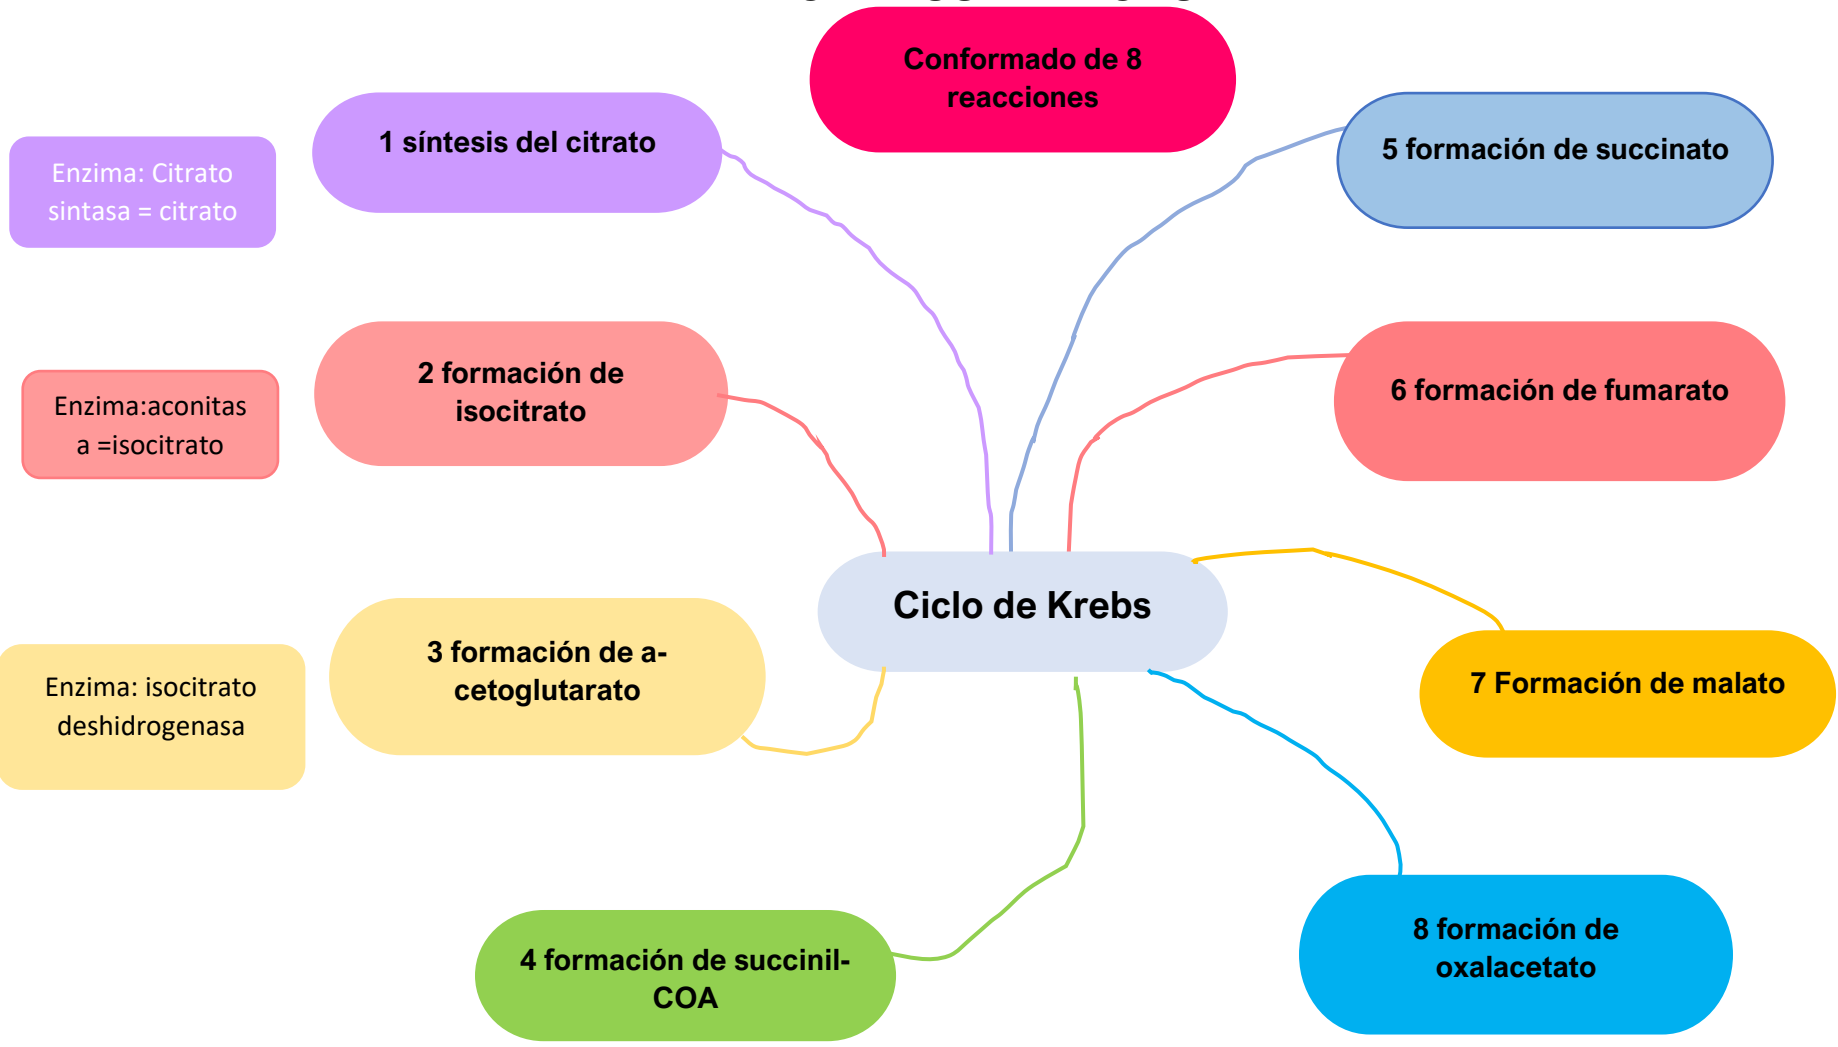 Conformado de 8
reacciones
1 síntesis del citrato
Enzima: Citrato
sintasa = citrato
2 formación de
isocitrato
Enzima:aconitas
a =isocitrato
3 formación de a-
cetoglutarato
Enzima: isocitrato
deshidrogenasa
4 formación de succinil-
COA
Ciclo de Krebs
5 formación de succinato
6 formación de fumarato
7 Formación de malato
8 formación de
oxalacetato